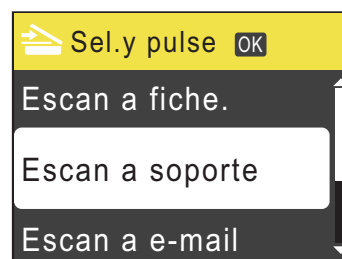 Sel.y pulse OK
Escan a fiche.
Escan a soporte
Escan a e-mail